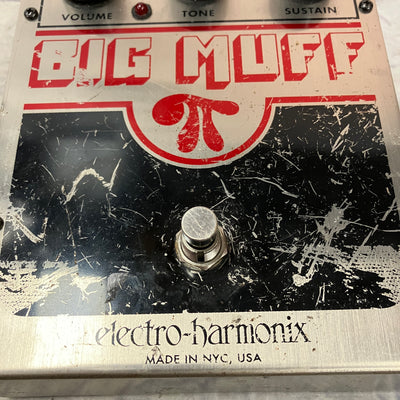 VOLUME TONE SUSTAIN
BIG MUFF
π
electro-harmonix
MADE IN NYC, USA